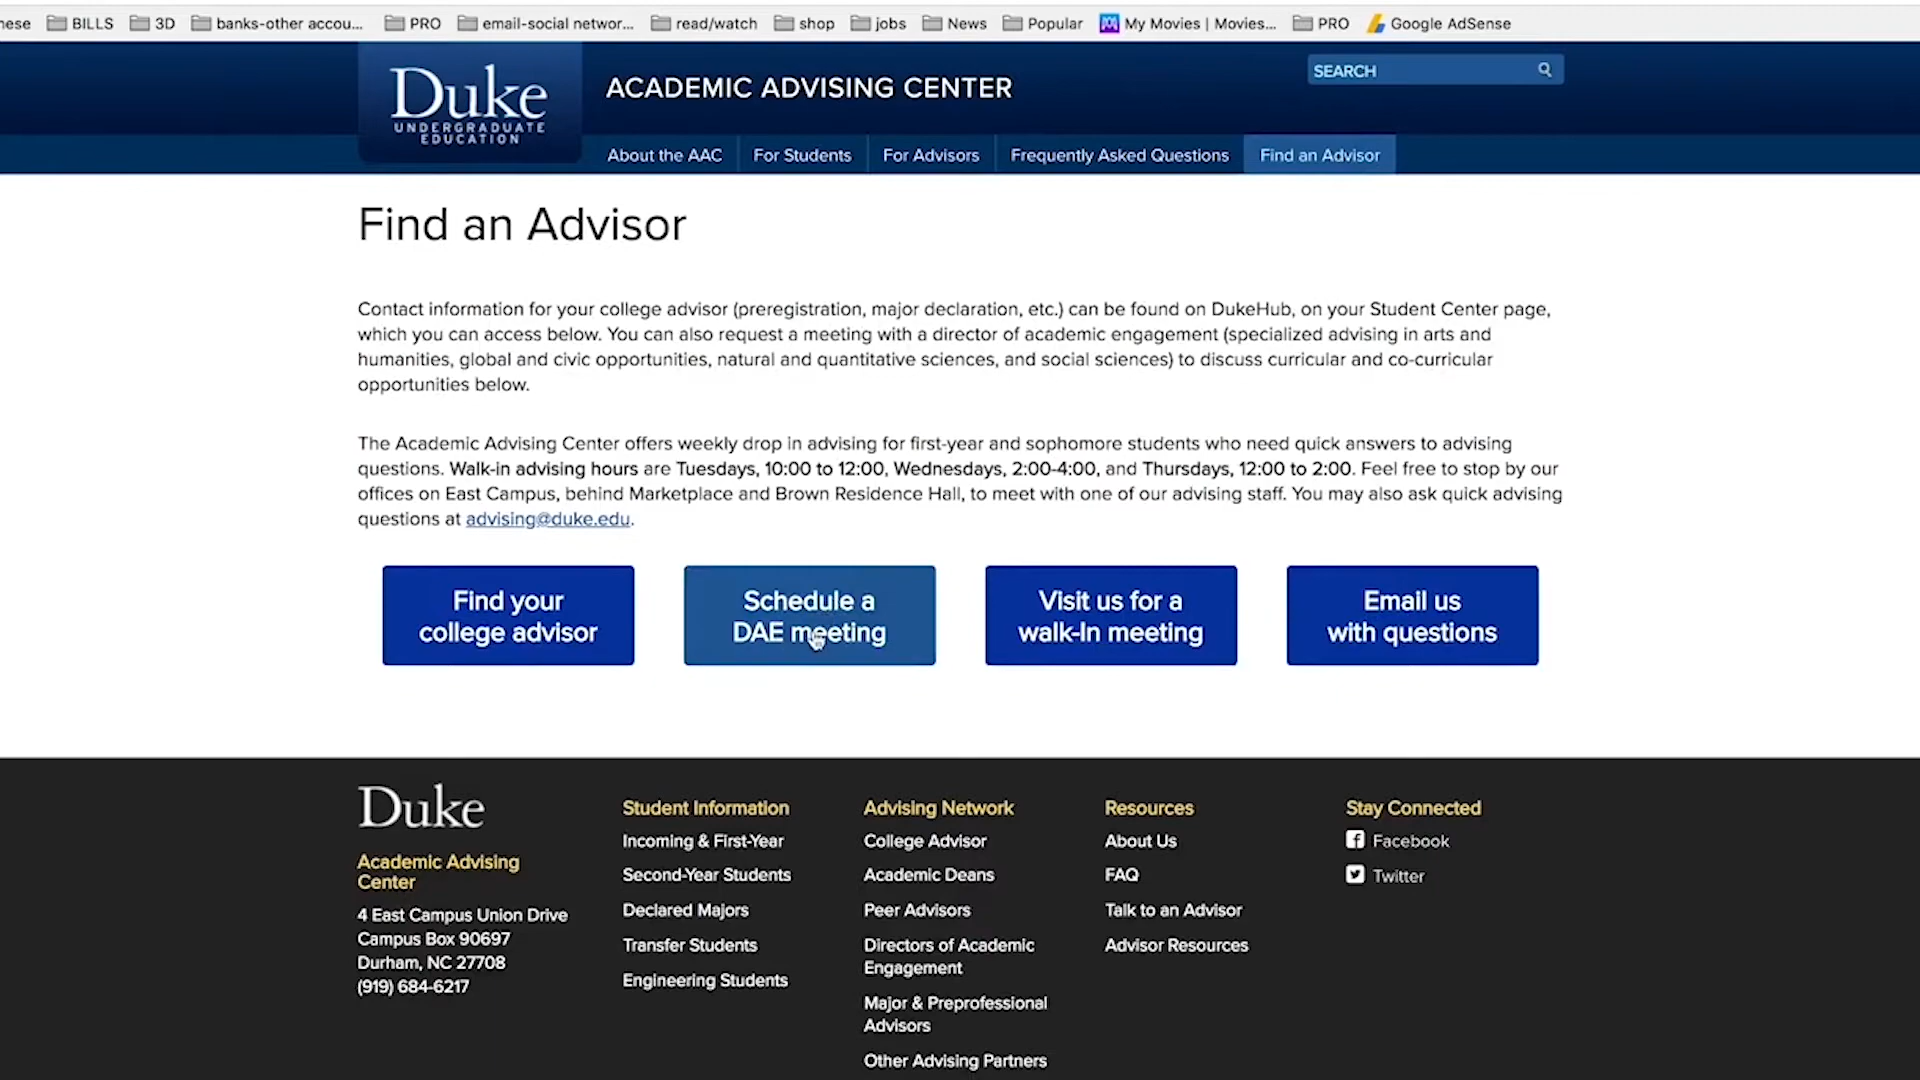 BILLS 3D banks-other accou... PRO email-social networ... read/watch shop jobs News Popular My Movies | Movies... PRO Google AdSense
Duke
UNDERGRADUATE
EDUCATION
ACADEMIC ADVISING CENTER
SEARCH
About the AAC For Students For Advisors Frequently Asked Questions Find an Advisor
Find an Advisor
Contact information for your college advisor (preregistration, major declaration, etc.) can be found on DukeHub, on your Student Center page,
which you can access below. You can also request a meeting with a director of academic engagement (specialized advising in arts and
humanities, global and civic opportunities, natural and quantitative sciences, and social sciences) to discuss curricular and co-curricular
opportunities below.
The Academic Advising Center offers weekly drop in advising for first-year and sophomore students who need quick answers to advising
questions. Walk-in advising hours are Tuesdays, 10:00 to 12:00, Wednesdays, 2:00-4:00, and Thursdays, 12:00 to 2:00. Feel free to stop by our
offices on East Campus, behind Marketplace and Brown Residence Hall, to meet with one of our advising staff. You may also ask quick advising
questions at advising@duke.edu.
Find your
college advisor
Schedule a
DAE meeting
Visit us for a
walk-In meeting
Email us
with questions
Duke
Academic Advising
Center
4 East Campus Union Drive
Campus Box 90697
Durham, NC 27708
(919) 684-6217
Student Information
Incoming & First-Year
Second-Year Students
Declared Majors
Transfer Students
Engineering Students
Advising Network
College Advisor
Academic Deans
Peer Advisors
Directors of Academic
Engagement
Major & Preprofessional
Advisors
Other Advising Partners
Resources
About Us
FAQ
Talk to an Advisor
Advisor Resources
Stay Connected
Facebook
Twitter